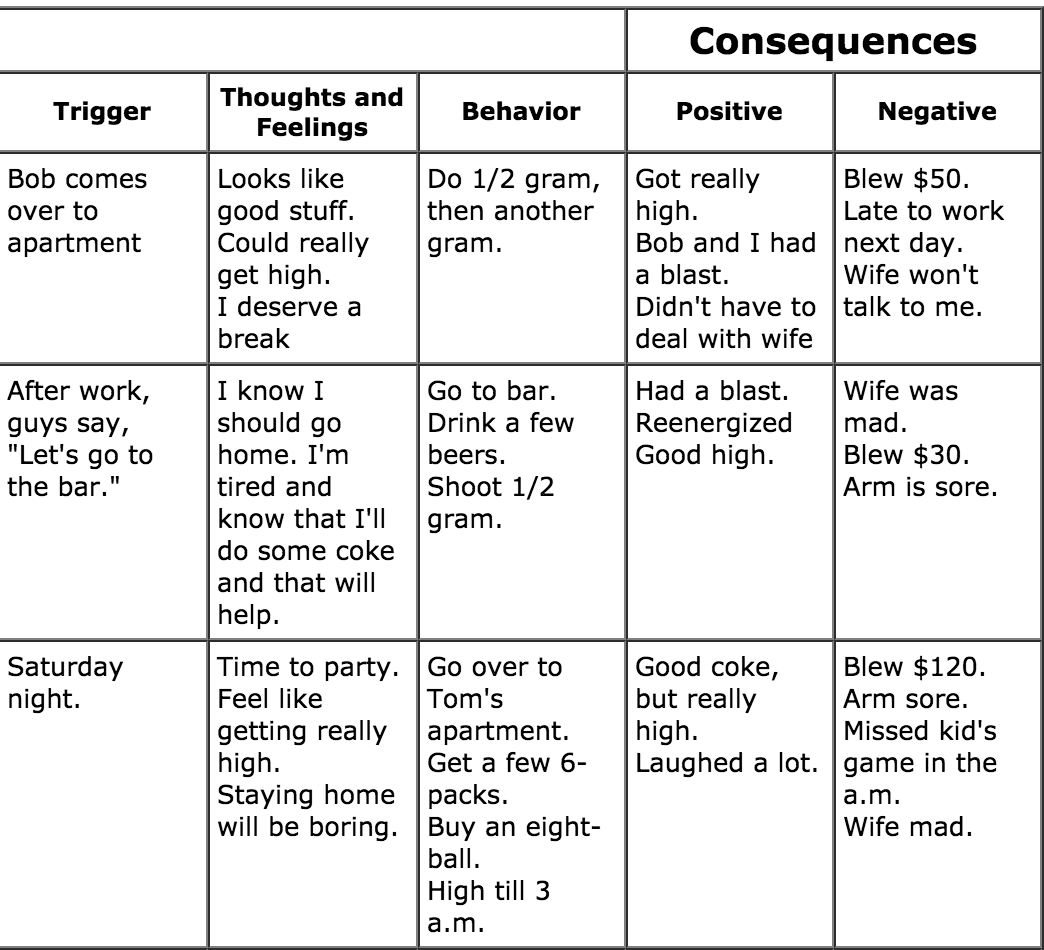 Consequences
Trigger
Thoughts and
Feelings
Behavior
Positive
Negative
Bob comes
over to
apartment
Looks like
good stuff.
Could really
get high.
I deserve a
break
Do 1/2 gram,
then another
gram.
Got really
high.
Bob and I had
a blast.
Didn't have to
deal with wife
Blew $50.
Late to work
next day.
Wife won't
talk to me.
After work,
guys say,
"Let's go to
the bar."
I know I
should go
home. I'm
tired and
know that I'll
do some coke
and that will
help.
Go to bar.
Drink a few
beers.
Shoot 1/2
gram.
Had a blast.
Reenergized
Good high.
Wife was
mad.
Blew $30.
Arm is sore.
Saturday
night.
Time to party.
Feel like
getting really
high.
Staying home
will be boring.
Go over to
Tom's
apartment.
Get a few 6-
packs.
Buy an eight-
ball.
High till 3
a.m.
Good coke,
but really
high.
Laughed a lot.
Blew $120.
Arm sore.
Missed kid's
game in the
a.m.
Wife mad.